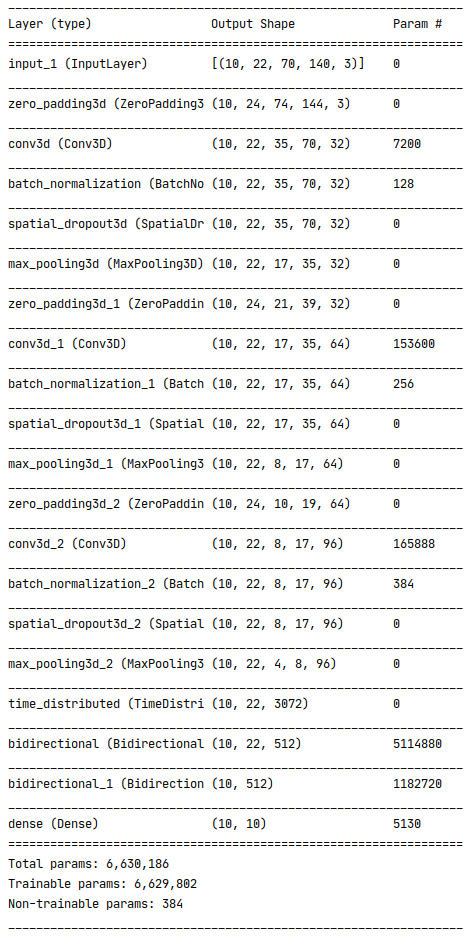 Layer (type) Output Shape Param #
input_1 (InputLayer) [(10, 22, 70, 140, 3)] 0
zero_padding3d (ZeroPadding3 (10, 24, 74, 144, 3) 0
conv3d (Conv3D) (10, 22, 35, 70, 32) 7200
batch_normalization (BatchNo (10, 22, 35, 70, 32) 128
spatial_dropout3d (SpatialDr (10, 22, 35, 70, 32) 0
max_pooling3d (MaxPooling3D) (10, 22, 17, 35, 32) 0
zero_padding3d_1 (ZeroPaddin (10, 24, 21, 39, 32) 0
conv3d_1 (Conv3D) (10, 22, 17, 35, 64) 153600
batch_normalization_1 (Batch (10, 22, 17, 35, 64) 256
spatial_dropout3d_1 (Spatial (10, 22, 17, 35, 64) 0
max_pooling3d_1 (MaxPooling3 (10, 22, 8, 17, 64) 0
zero_padding3d_2 (ZeroPaddin (10, 24, 10, 19, 64) 0
conv3d_2 (Conv3D) (10, 22, 8, 17, 96) 165888
batch_normalization_2 (Batch (10, 22, 8, 17, 96) 384
spatial_dropout3d_2 (Spatial (10, 22, 8, 17, 96) 0
max_pooling3d_2 (MaxPooling3 (10, 22, 4, 8, 96) 0
time_distributed (TimeDistri (10, 22, 3072) 0
bidirectional (Bidirectional (10, 22, 512) 5114880
bidirectional_1 (Bidirection (10, 512) 1182720
dense (Dense) (10, 10) 5130
Total params: 6,630,186
Trainable params: 6,629,802
Non-trainable params: 384